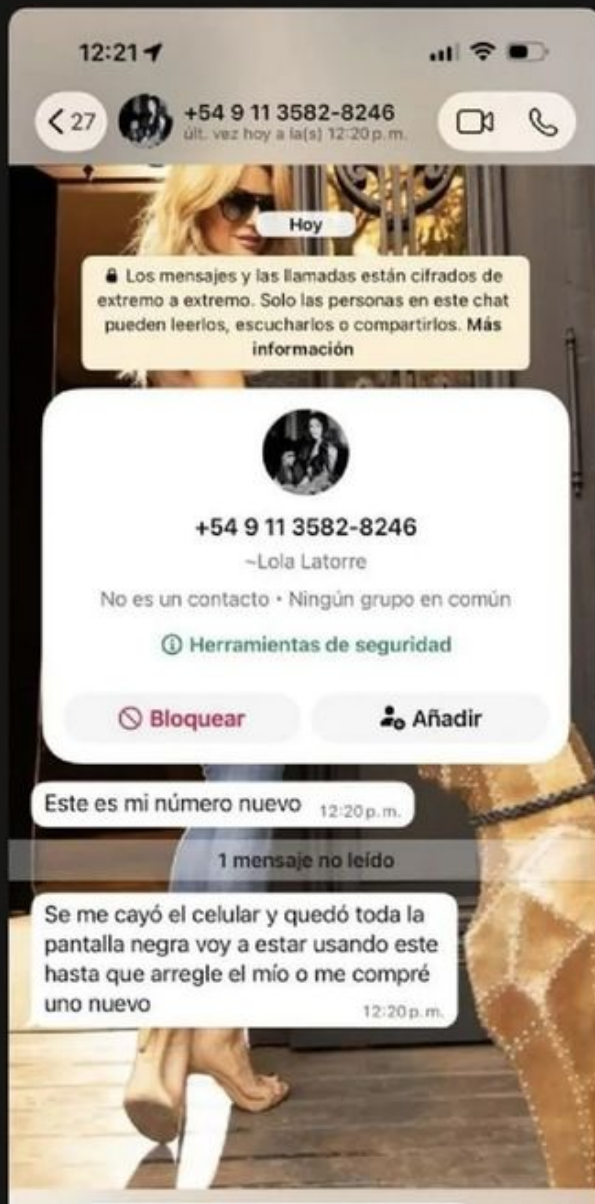 12:21
27
+54 9 11 3582-8246
últ. vez hoy a la(s) 12:20 p. m.
Hoy
Los mensajes y las llamadas están cifrados de
extremo a extremo. Solo las personas en este chat
pueden leerlos, escucharlos o compartirlos. Más
información
+54 9 11 3582-8246
~Lola Latorre
No es un contacto • Ningún grupo en común
Herramientas de seguridad
Bloquear
Añadir
Este es mi número nuevo 12:20 p. m.
1 mensaje no leído
Se me cayó el celular y quedó toda la
pantalla negra voy a estar usando este
hasta que arregle el mío o me compré
uno nuevo 12:20 p. m.